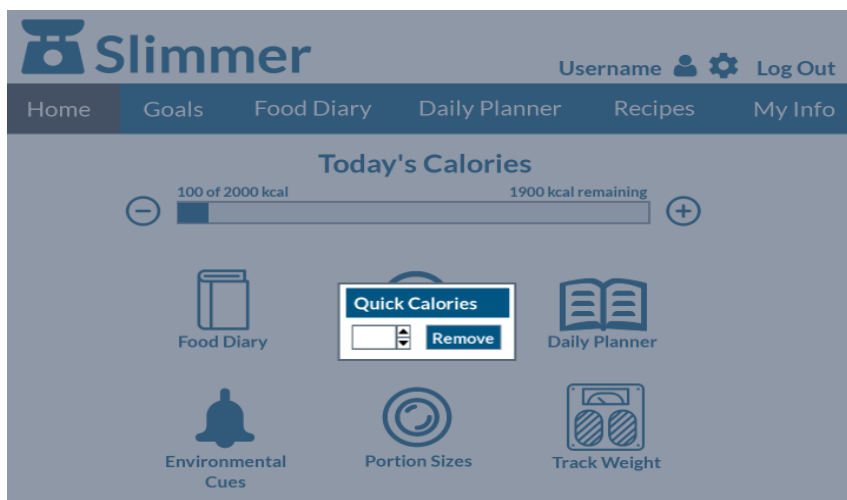 Slimmer
Username Log Out
Home Goals Food Diary Daily Planner Recipes My Info
Today's Calories
100 of 2000 kcal 1900 kcal remaining
Quick Calories
Remove
Food Diary Daily Planner
Environmental Cues
Portion Sizes
Track Weight